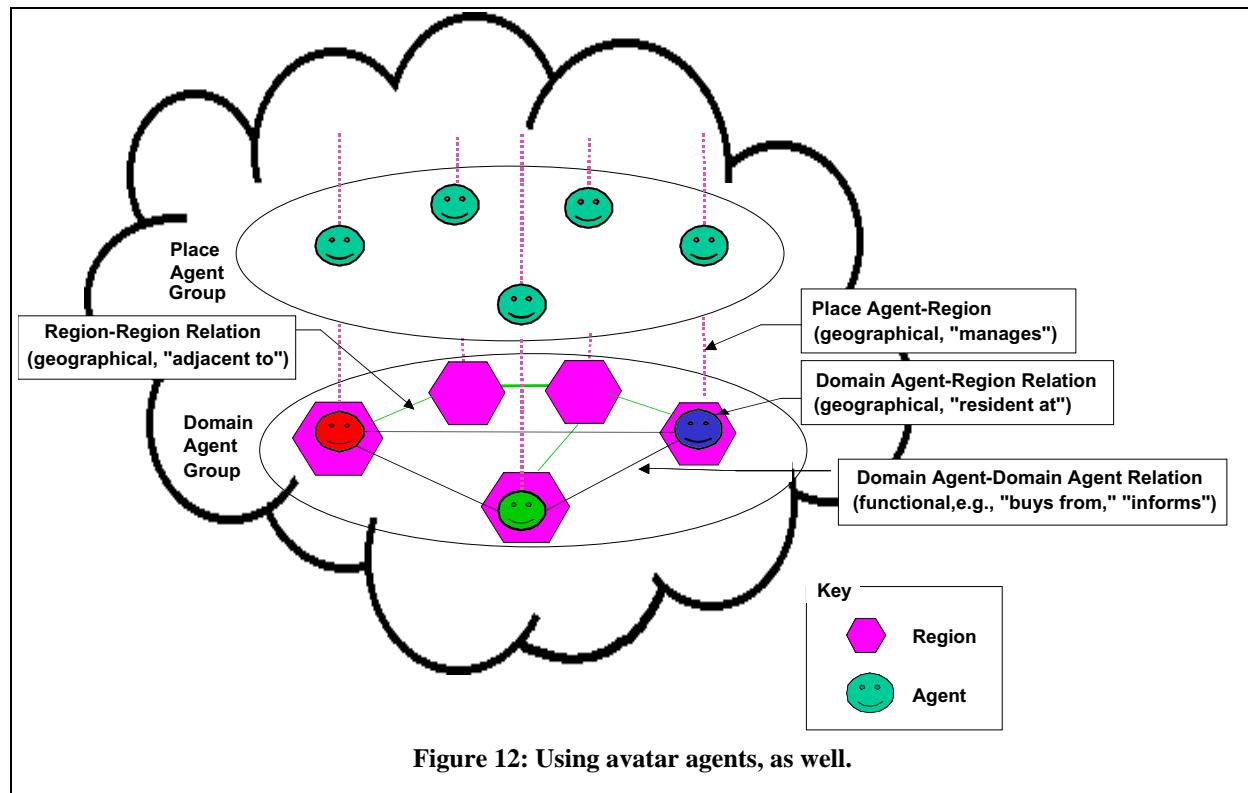 Place
Agent
Group
Region-Region Relation
(geographical, "adjacent to")
Place Agent-Region
(geographical, "manages")
Domain Agent-Region Relation
(geographical, "resident at")
Domain
Agent
Group
Domain Agent-Domain Agent Relation
(functional,e.g., "buys from," "informs")
Key
Region
Agent
Figure 12: Using avatar agents, as well.